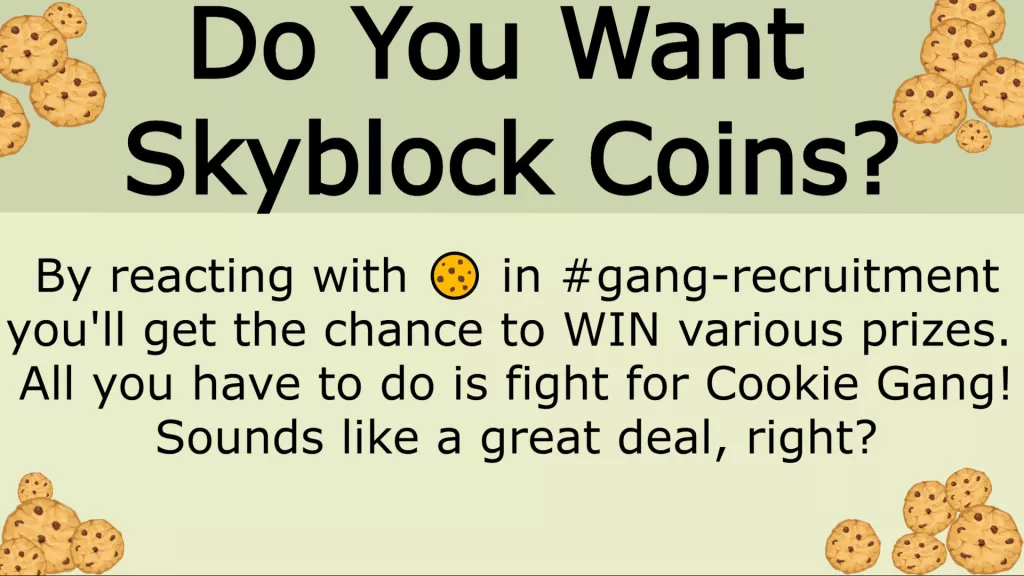 Do You Want
Skyblock Coins?
By reacting with 🍪 in #gang-recruitment
you'll get the chance to WIN various prizes.
All you have to do is fight for Cookie Gang!
Sounds like a great deal, right?